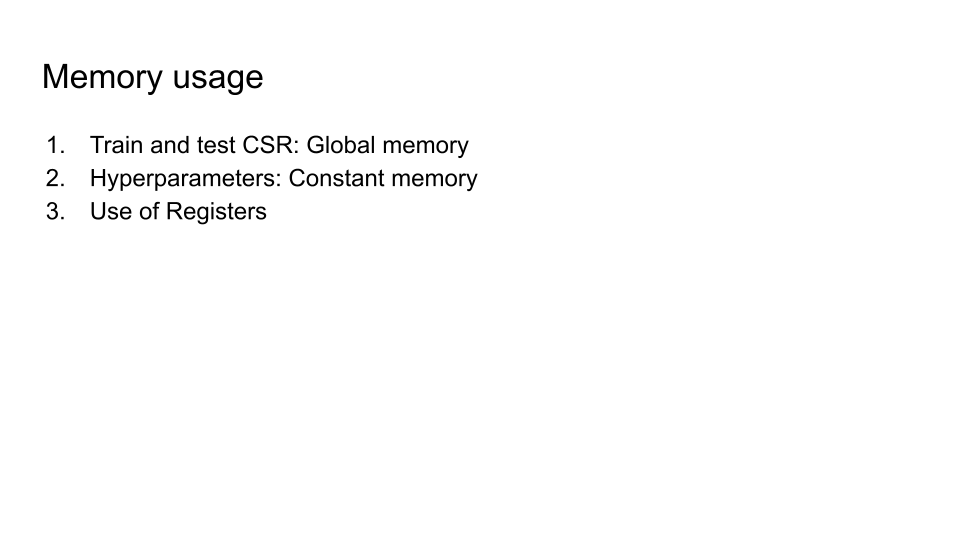 Memory usage
1. Train and test CSR: Global memory
2. Hyperparameters: Constant memory
3. Use of Registers